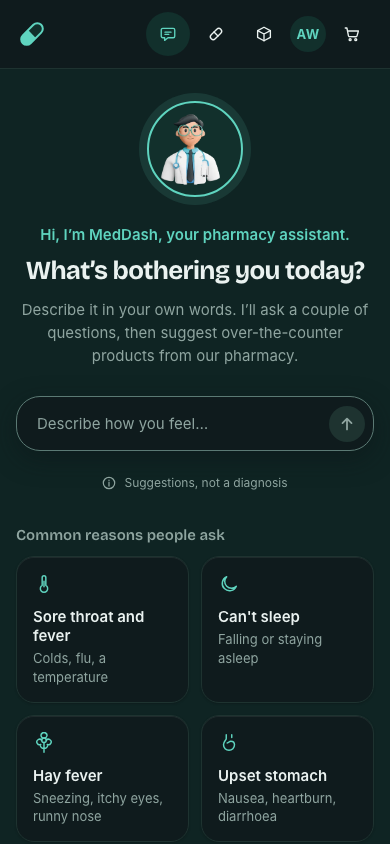 AW
Hi, I’m MedDash, your pharmacy assistant.
What’s bothering you today?
Describe it in your own words. I’ll ask a couple of
questions, then suggest over-the-counter
products from our pharmacy.
Describe how you feel...
Suggestions, not a diagnosis
Common reasons people ask
Sore throat and
fever
Colds, flu, a
temperature
Can't sleep
Falling or staying
asleep
Hay fever
Sneezing, itchy eyes,
runny nose
Upset stomach
Nausea, heartburn,
diarrhoea